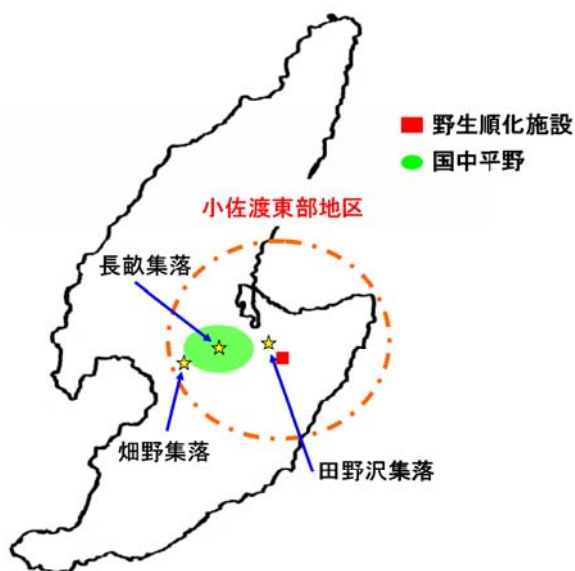 野生順化施設
国中平野
小佐渡東部地区
長畝集落
畑野集落
田野沢集落